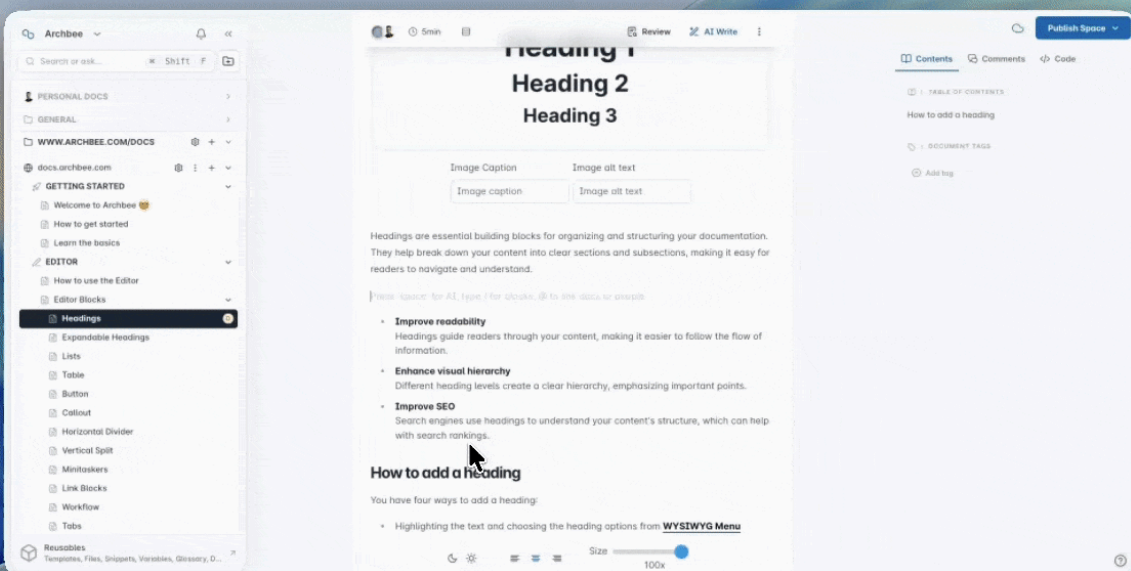 Archbee
Search or ask...
⌘ Shift F
PERSONAL DOCS
GENERAL
WWW.ARCHBEE.COM/DOCS
docs.archbee.com
GETTING STARTED
Welcome to Archbee
How to get started
Learn the basics
EDITOR
How to use the Editor
Editor Blocks
Headings
Expandable Headings
Lists
Table
Button
Callout
Horizontal Divider
Vertical Split
Minitaskers
Link Blocks
Workflow
Tabs
Reusables
Templates, Files, Snippets, Variables, Glossary, D...
5min
Review
AI Write
Heading 1
Heading 2
Heading 3
Image Caption
Image alt text
Image caption
Image alt text
Headings are essential building blocks for organizing and structuring your documentation.
They help break down your content into clear sections and subsections, making it easy for
readers to navigate and understand.
Press 'space' for AI, type / for blocks, @ to link docs or people
• Improve readability
Headings guide readers through your content, making it easier to follow the flow of
information.
• Enhance visual hierarchy
Different heading levels create a clear hierarchy, emphasizing important points.
• Improve SEO
Search engines use headings to understand your content's structure, which can help
with search rankings.
How to add a heading
You have four ways to add a heading:
• Highlighting the text and choosing the heading options from WYSIWYG Menu
Size
100x
Publish Space
Contents
Comments
</> Code
TABLE OF CONTENTS
How to add a heading
DOCUMENT TAGS
Add tag